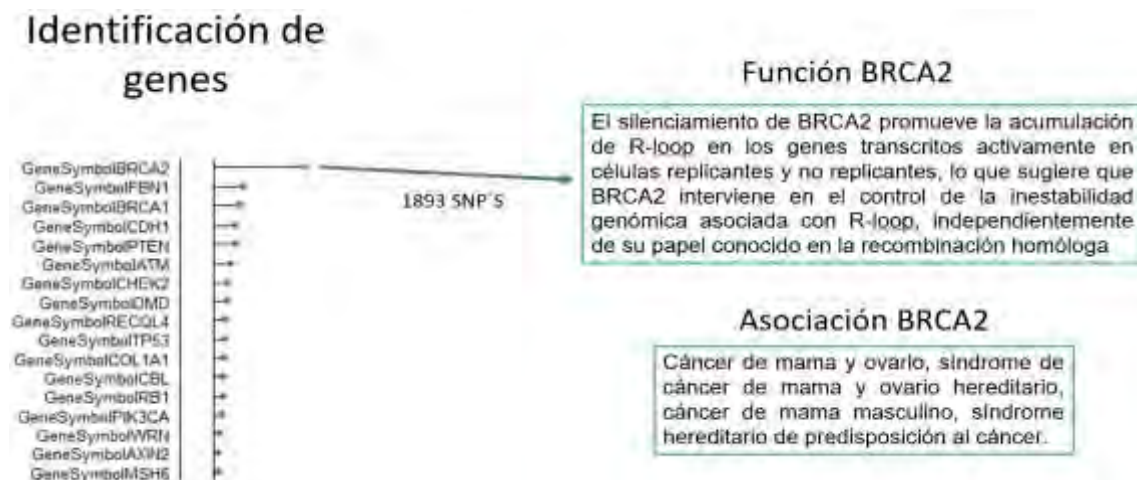 Identificación de
genes
GeneSymbolBRCA2
GeneSymbolFBN1
GeneSymbolBRCA1
GeneSymbolCDH1
GeneSymbolPTEN
GeneSymbolATM
GeneSymbolCHEK2
GeneSymbolDMD
GeneSymbolRECQL4
GeneSymbolTP53
GeneSymbolCOL1A1
GeneSymbolCBL
GeneSymbolRB1
GeneSymbolPIK3CA
GeneSymbolWRN
GeneSymbolAXIN2
GeneSymbolMSH6
1893 SNP´S
Función BRCA2
El silenciamiento de BRCA2 promueve la acumulación
de R-loop en los genes transcritos activamente en
células replicantes y no replicantes, lo que sugiere que
BRCA2 interviene en el control de la inestabilidad
genómica asociada con R-loop, independientemente
de su papel conocido en la recombinación homóloga
Asociación BRCA2
Cáncer de mama y ovario, síndrome de
cáncer de mama y ovario hereditario,
cáncer de mama masculino, síndrome
hereditario de predisposición al cáncer.